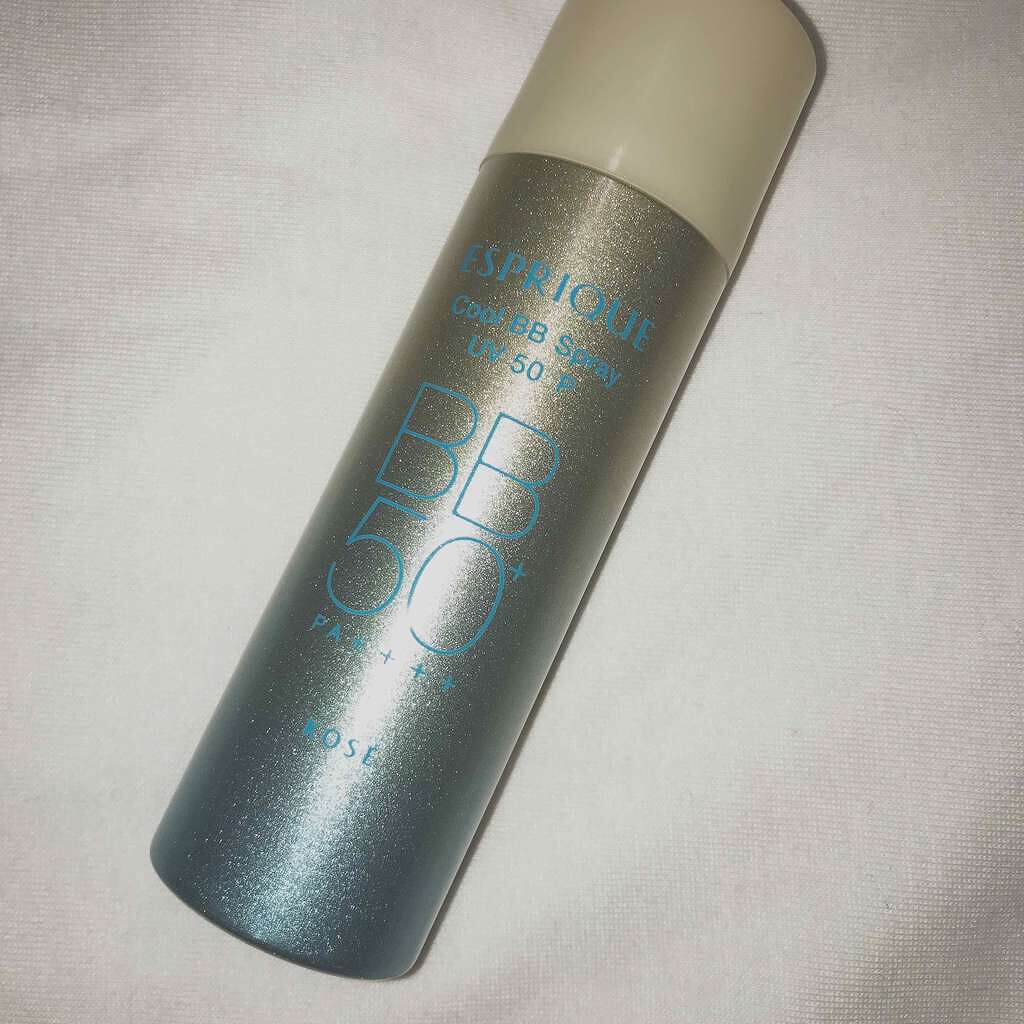 ESPRIQUE
Cool BB Spray
UV 50 P
BB
50+
PA++++
KOSÉ